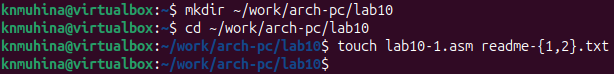 knmuhina@virtualbox:~$ mkdir ~/work/arch-pc/lab10
knmuhina@virtualbox:~$ cd ~/work/arch-pc/lab10
knmuhina@virtualbox:~/work/arch-pc/lab10$ touch lab10-1.asm readme-{1,2}.txt
knmuhina@virtualbox:~/work/arch-pc/lab10$